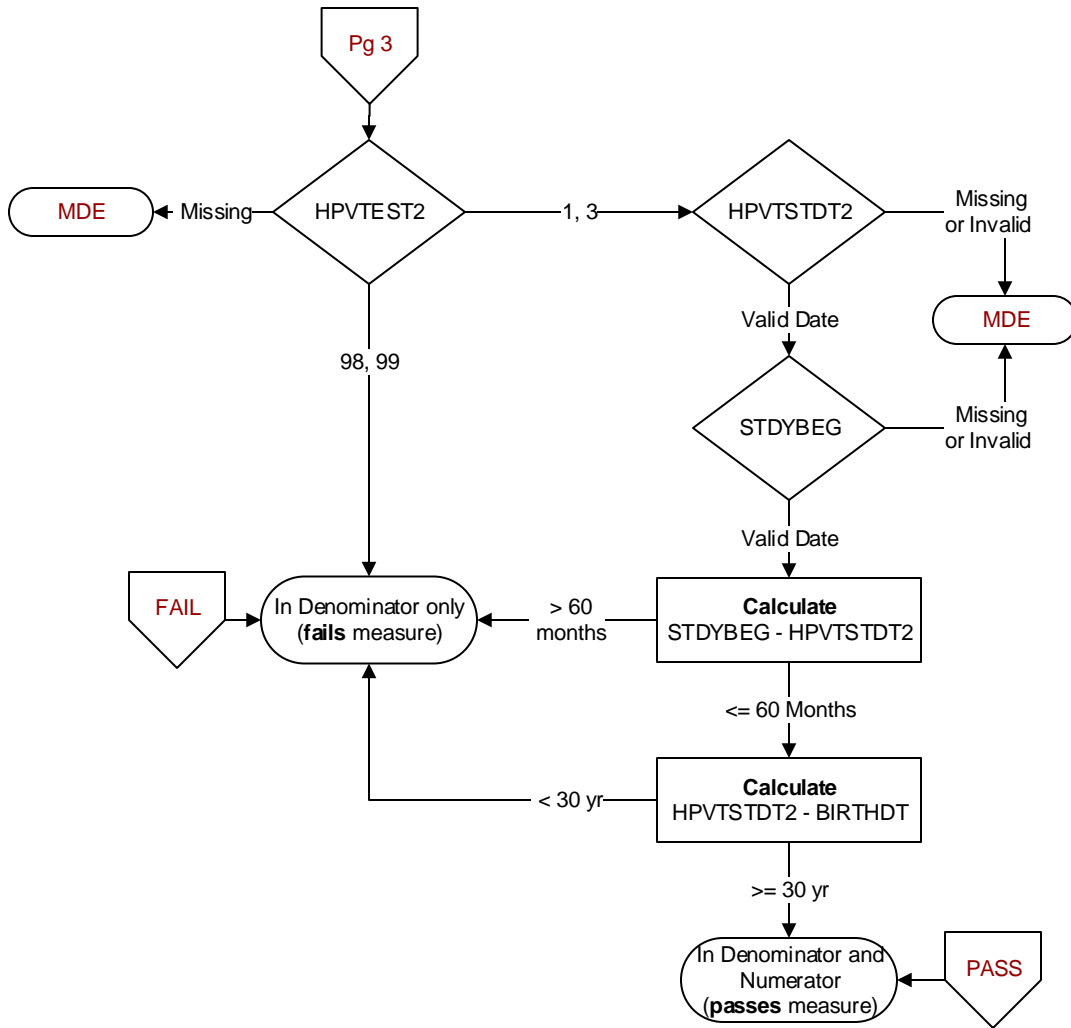 Pg 3
MDE
Missing
HPVTEST2
1, 3
HPVTSTDT2
Missing
or Invalid
MDE
Valid Date
98, 99
STDYBEG
Missing
or Invalid
Valid Date
FAIL
In Denominator only
(fails measure)
> 60
months
Calculate
STDYBEG - HPVTSTDT2
<= 60 Months
< 30 yr
Calculate
HPVTSTDT2 - BIRTHDT
>= 30 yr
In Denominator and
Numerator
(passes measure)
PASS